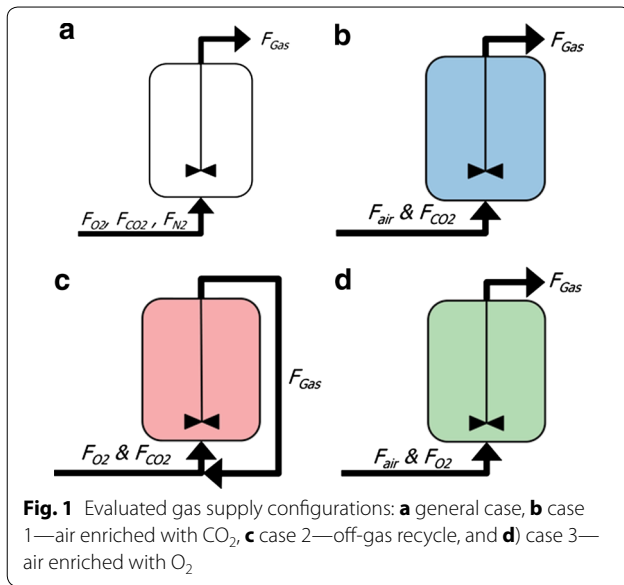 a
F_Gas
F_O2, F_CO2 , F_N2
b
F_Gas
F_air & F_CO2
c
F_Gas
F_O2 & F_CO2
d
F_Gas
F_air & F_O2
Fig. 1 Evaluated gas supply configurations: a general case, b case
1—air enriched with CO₂, c case 2—off-gas recycle, and d) case 3—
air enriched with O₂